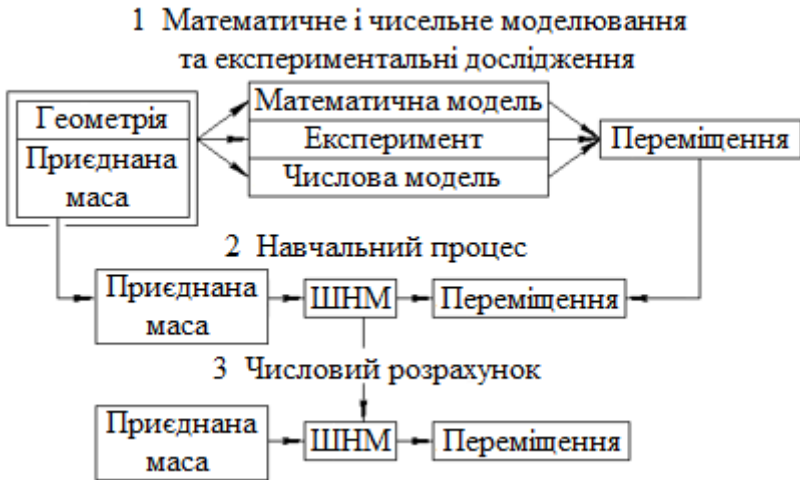 1 Математичне і чисельне моделювання
та експериментальні дослідження
Геометрія
Приєднана
маса
Математична модель
Експеримент
Числова модель
Переміщення
2 Навчальний процес
Приєднана
маса
ШНМ
Переміщення
3 Числовий розрахунок
Приєднана
маса
ШНМ
Переміщення